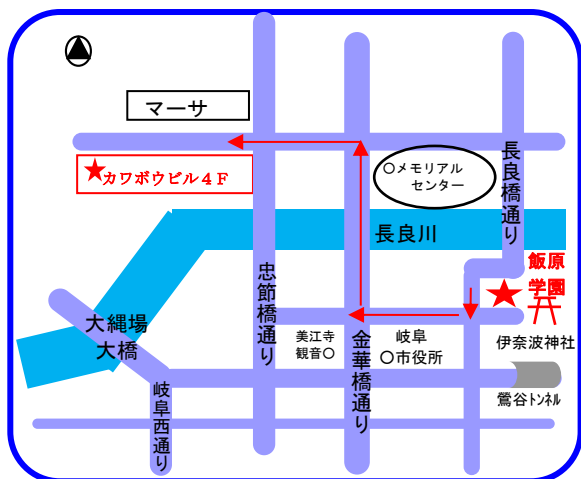 マーサ
カワボウビル４Ｆ
○メモリアル
センター
長良橋通り
長良川
飯原
学園
忠節橋通り
大縄場
大橋
美江寺
観音○
金華橋通り
岐阜
○市役所
伊奈波神社
鶯谷ﾄﾝﾈﾙ
岐阜西通り